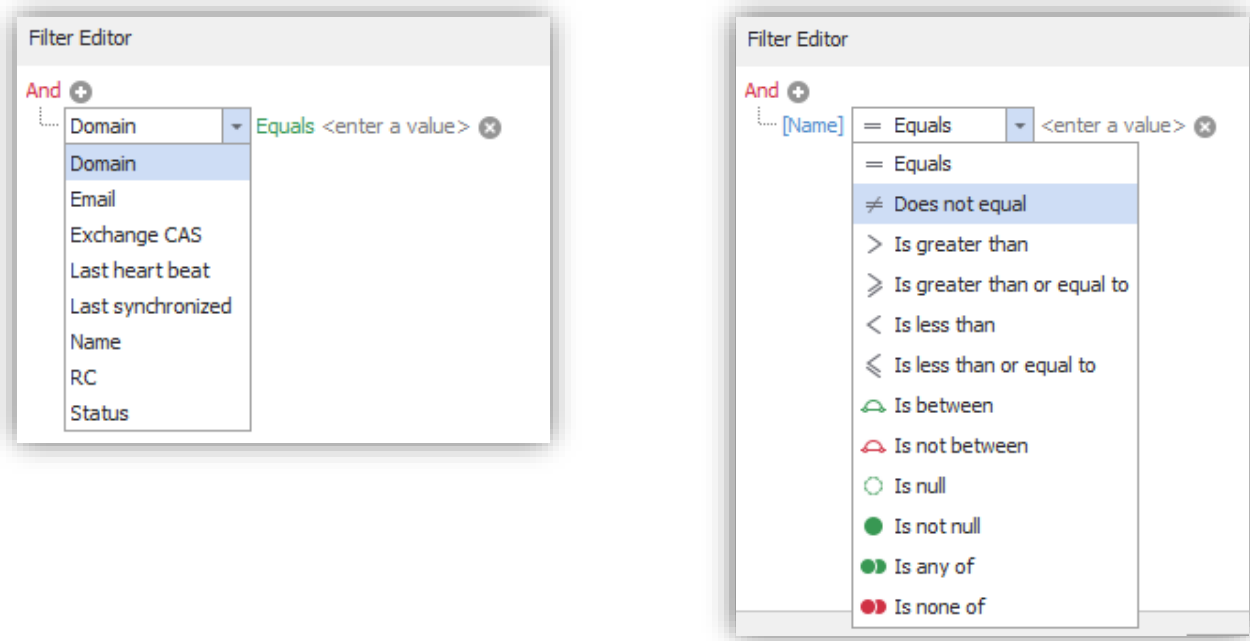 Filter Editor
And
Domain Equals <enter a value>
Domain
Email
Exchange CAS
Last heart beat
Last synchronized
Name
RC
Status
Filter Editor
And
[Name] = Equals <enter a value>
= Equals
≠ Does not equal
> Is greater than
⩾ Is greater than or equal to
< Is less than
⩽ Is less than or equal to
Is between
Is not between
Is null
Is not null
Is any of
Is none of